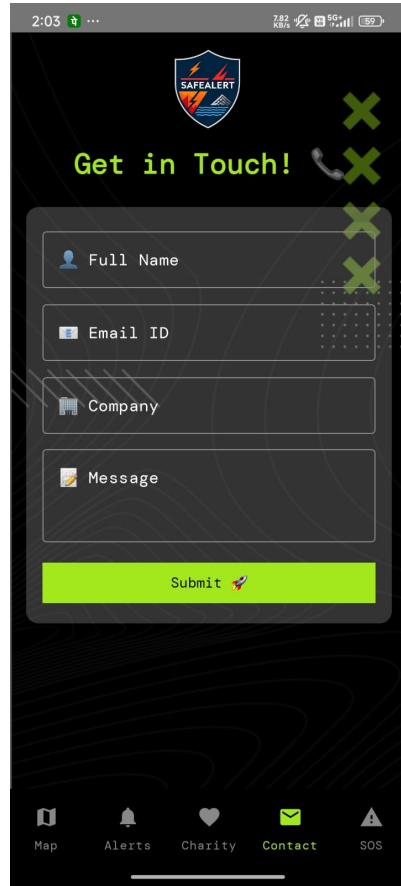 2:03 पे ...
7.82 KB/s 5G+ 59
SAFEALERT
Get in Touch!
Full Name
Email ID
Company
Message
Submit
Map Alerts Charity Contact SOS